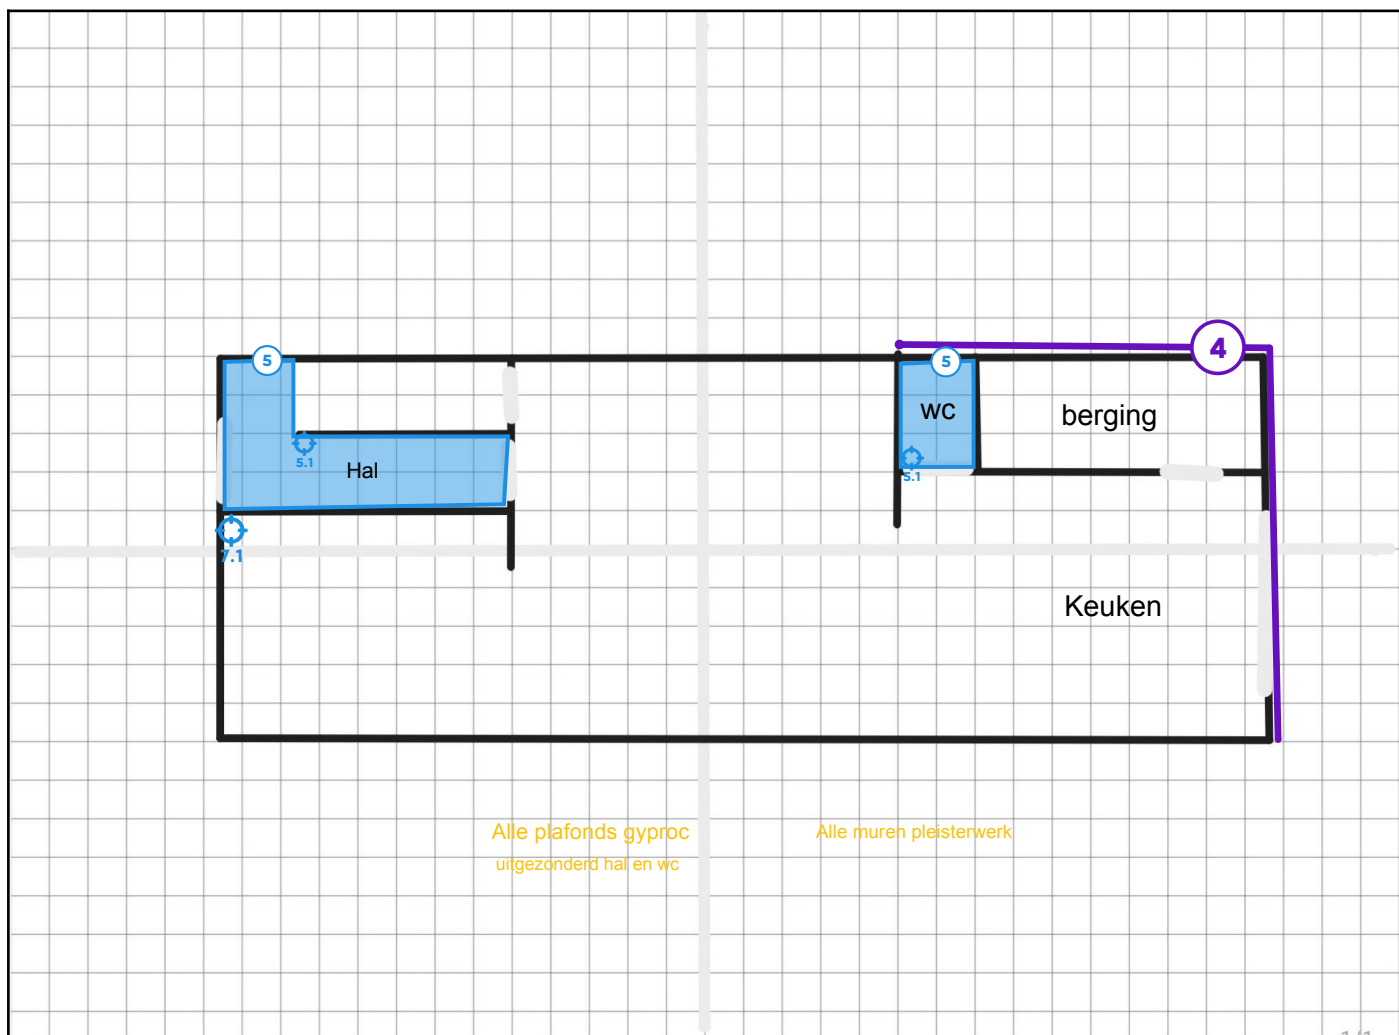 4
5
5
WC
berging
5.1
Hal
5.1
7.1
Keuken
Alle plafonds gyproc
uitgezonderd hal en wc
Alle muren pleisterwerk